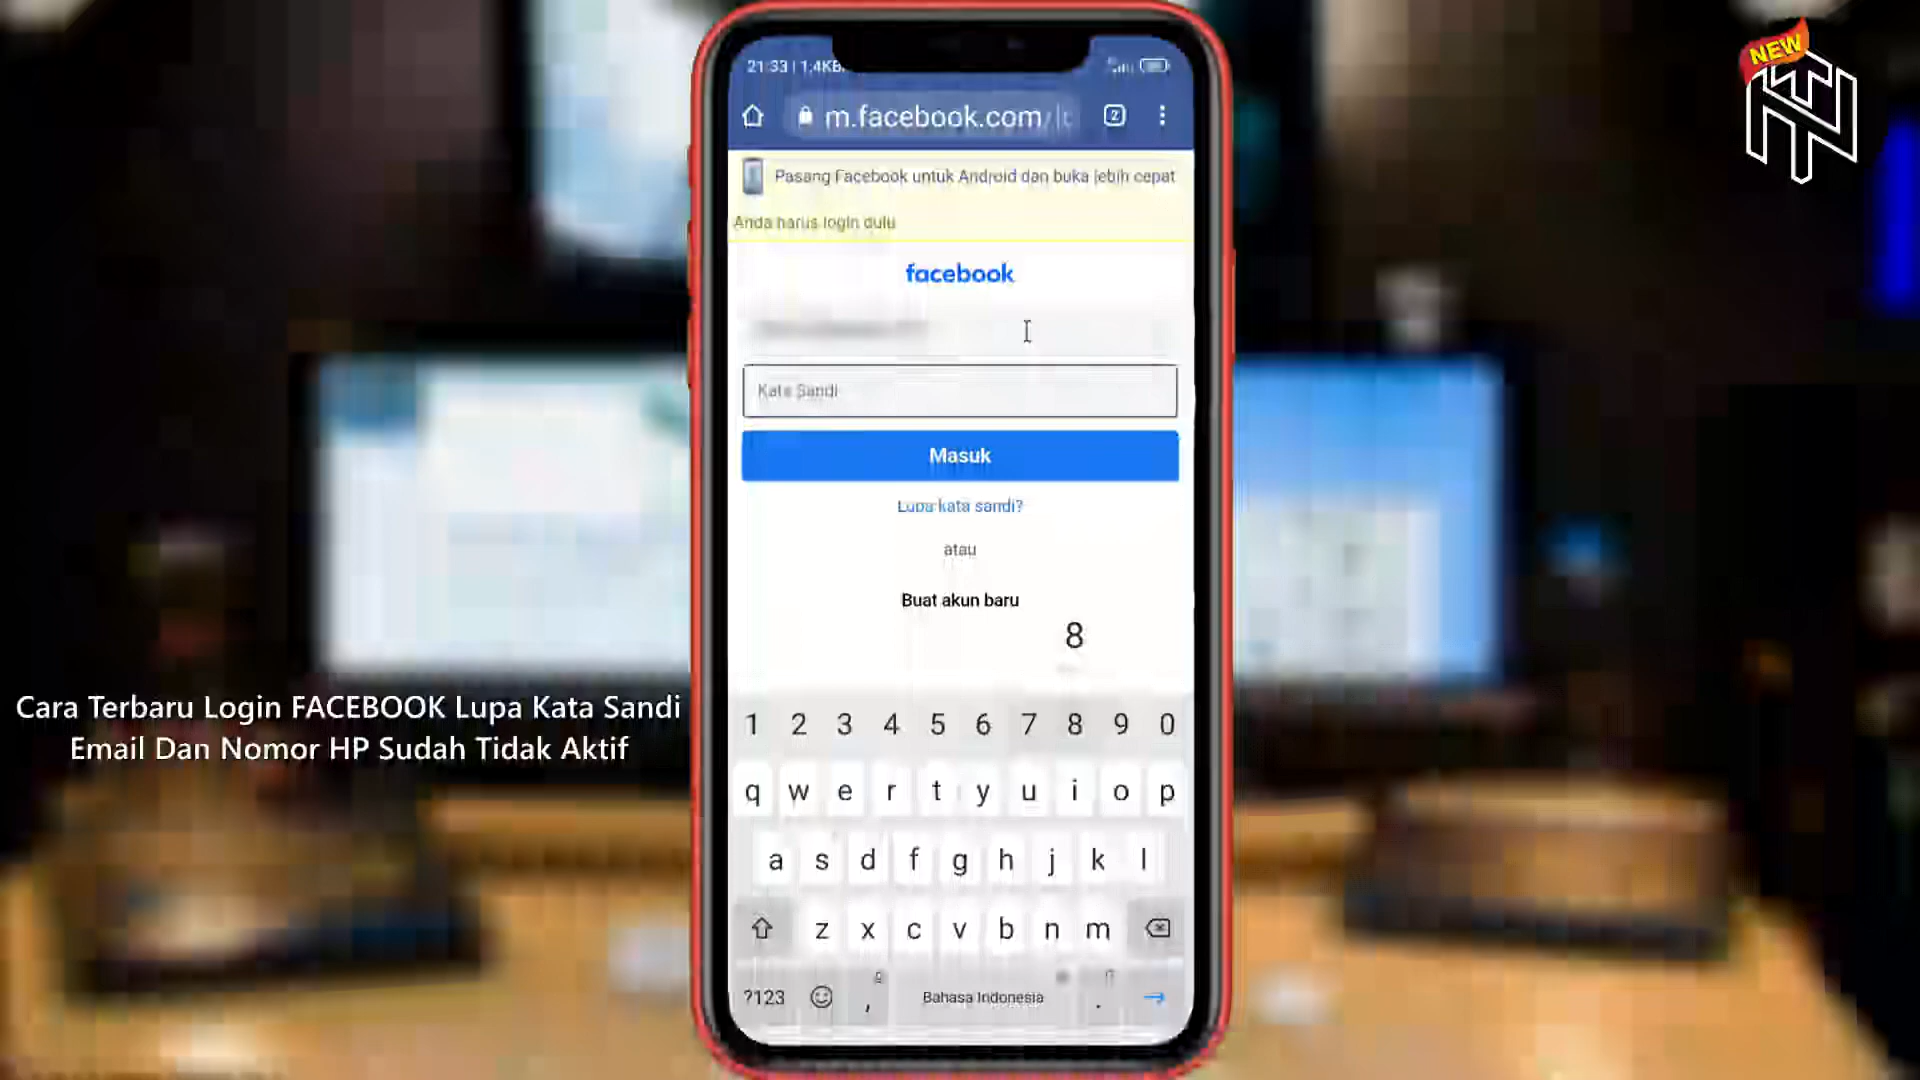 21:33 | 1,4KB
m.facebook.com
2
Pasang Facebook untuk Android dan buka lebih cepat
Anda harus login dulu
facebook
Kata Sandi
Masuk
Lupa kata sandi?
atau
Buat akun baru
8
1 2 3 4 5 6 7 8 9 0
q w e r t y u i o p
a s d f g h j k l
z x c v b n m
?123 , Bahasa Indonesia .
Cara Terbaru Login FACEBOOK Lupa Kata Sandi
Email Dan Nomor HP Sudah Tidak Aktif
NEW